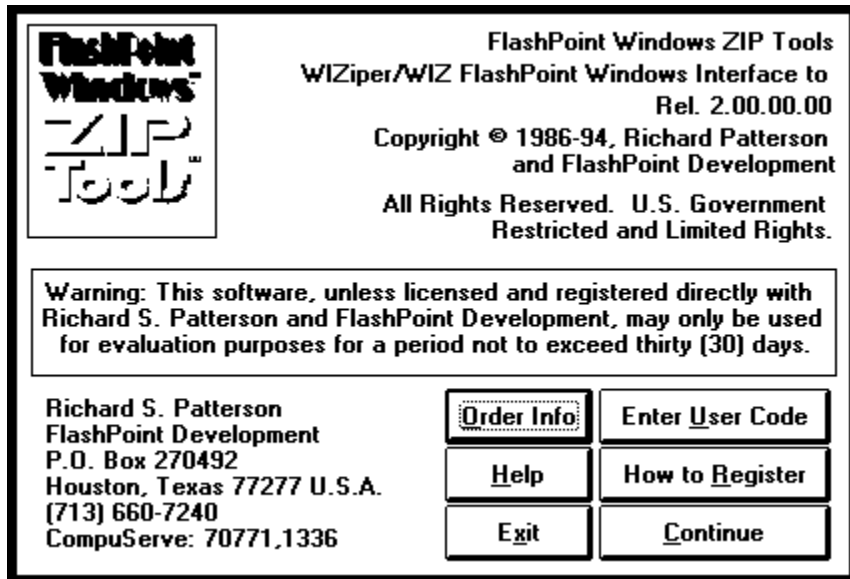 FlashPoint
Windows™
ZIP
Tools™
FlashPoint Windows ZIP Tools
WIZiper/WIZ FlashPoint Windows Interface to
Rel. 2.00.00.00
Copyright © 1986-94, Richard Patterson
and FlashPoint Development
All Rights Reserved. U.S. Government
Restricted and Limited Rights.
Warning: This software, unless licensed and registered directly with
Richard S. Patterson and FlashPoint Development, may only be used
for evaluation purposes for a period not to exceed thirty (30) days.
Richard S. Patterson
FlashPoint Development
P.O. Box 270492
Houston, Texas 77277 U.S.A.
(713) 660-7240
CompuServe: 70771,1336
Order Info
Enter User Code
Help
How to Register
Exit
Continue